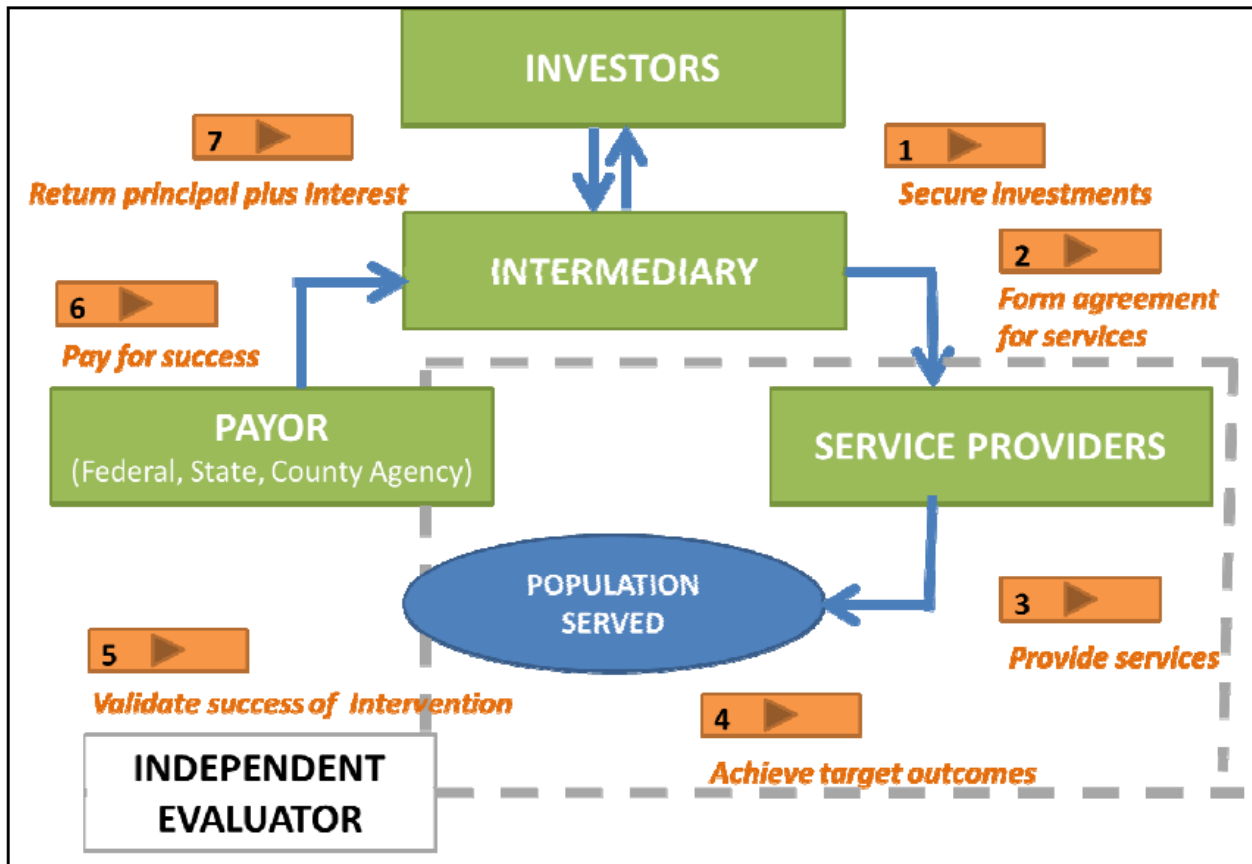 INVESTORS
7
Return principal plus Interest
1
Secure investments
INTERMEDIARY
2
Form agreement
for services
6
Pay for success
PAYOR
(Federal, State, County Agency)
SERVICE PROVIDERS
POPULATION
SERVED
3
Provide services
5
Validate success of Intervention
4
Achieve target outcomes
INDEPENDENT
EVALUATOR